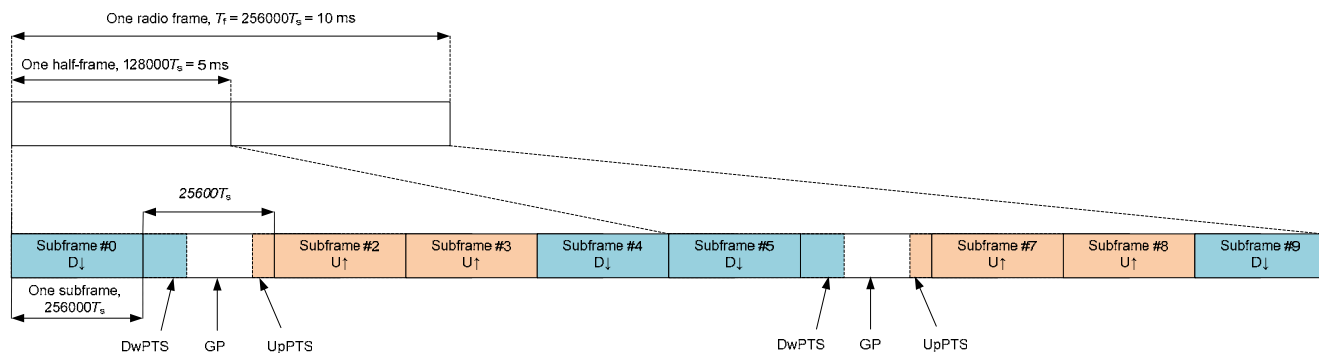 One radio frame, Tf = 256000Ts = 10 ms
One half-frame, 128000Ts = 5 ms
25600Ts
Subframe #0
D↓
Subframe #2
U↑
Subframe #3
U↑
Subframe #4
D↓
Subframe #5
D↓
Subframe #7
U↑
Subframe #8
U↑
Subframe #9
D↓
One subframe,
256000Ts
DwPTS
GP
UpPTS
DwPTS
GP
UpPTS